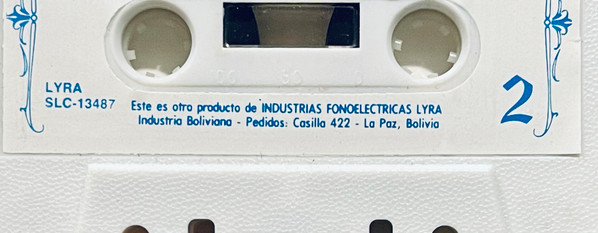 LYRA
SLC-13487
Este es otro producto de INDUSTRIAS FONOELECTRICAS LYRA
Industria Boliviana - Pedidos: Casilla 422 - La Paz, Bolivia
2